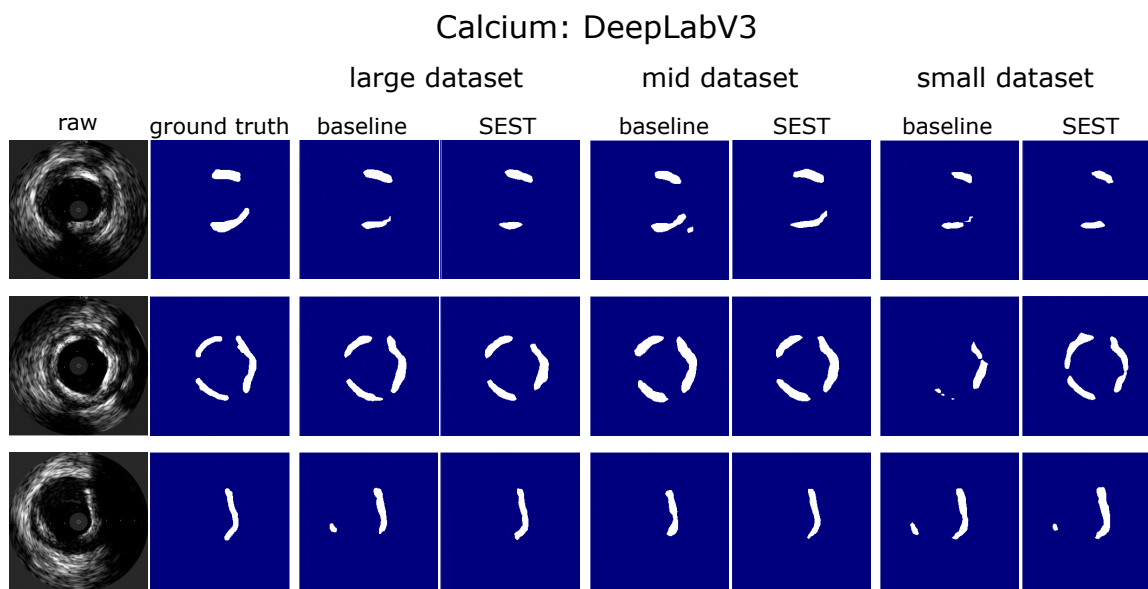 Calcium: DeepLabV3
large dataset mid dataset small dataset
raw ground truth baseline SEST baseline SEST baseline SEST